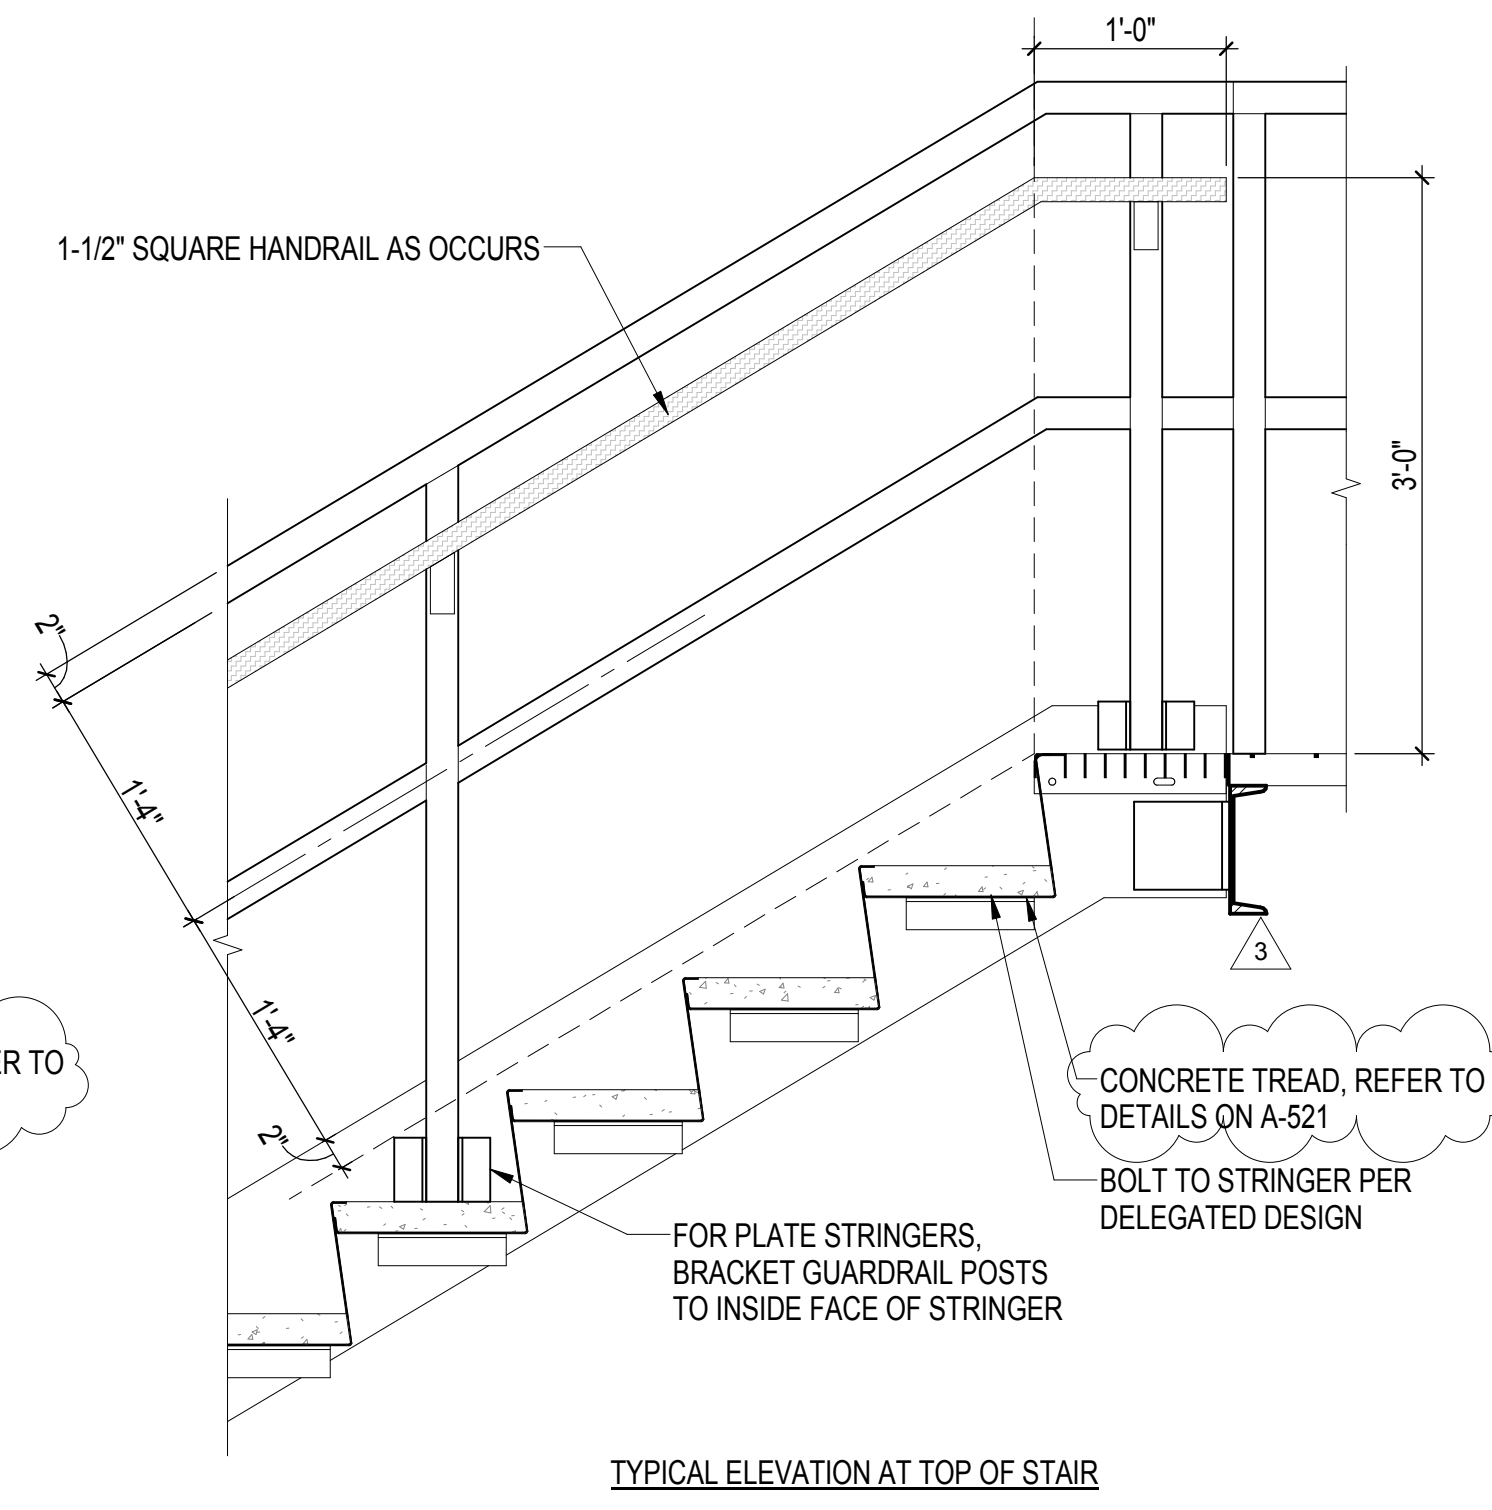 1'-0"
1-1/2" SQUARE HANDRAIL AS OCCURS
3'-0"
2"
1'-4"
1'-4"
2"
3
ER TO
CONCRETE TREAD, REFER TO
DETAILS ON A-521
BOLT TO STRINGER PER
DELEGATED DESIGN
FOR PLATE STRINGERS,
BRACKET GUARDRAIL POSTS
TO INSIDE FACE OF STRINGER
TYPICAL ELEVATION AT TOP OF STAIR